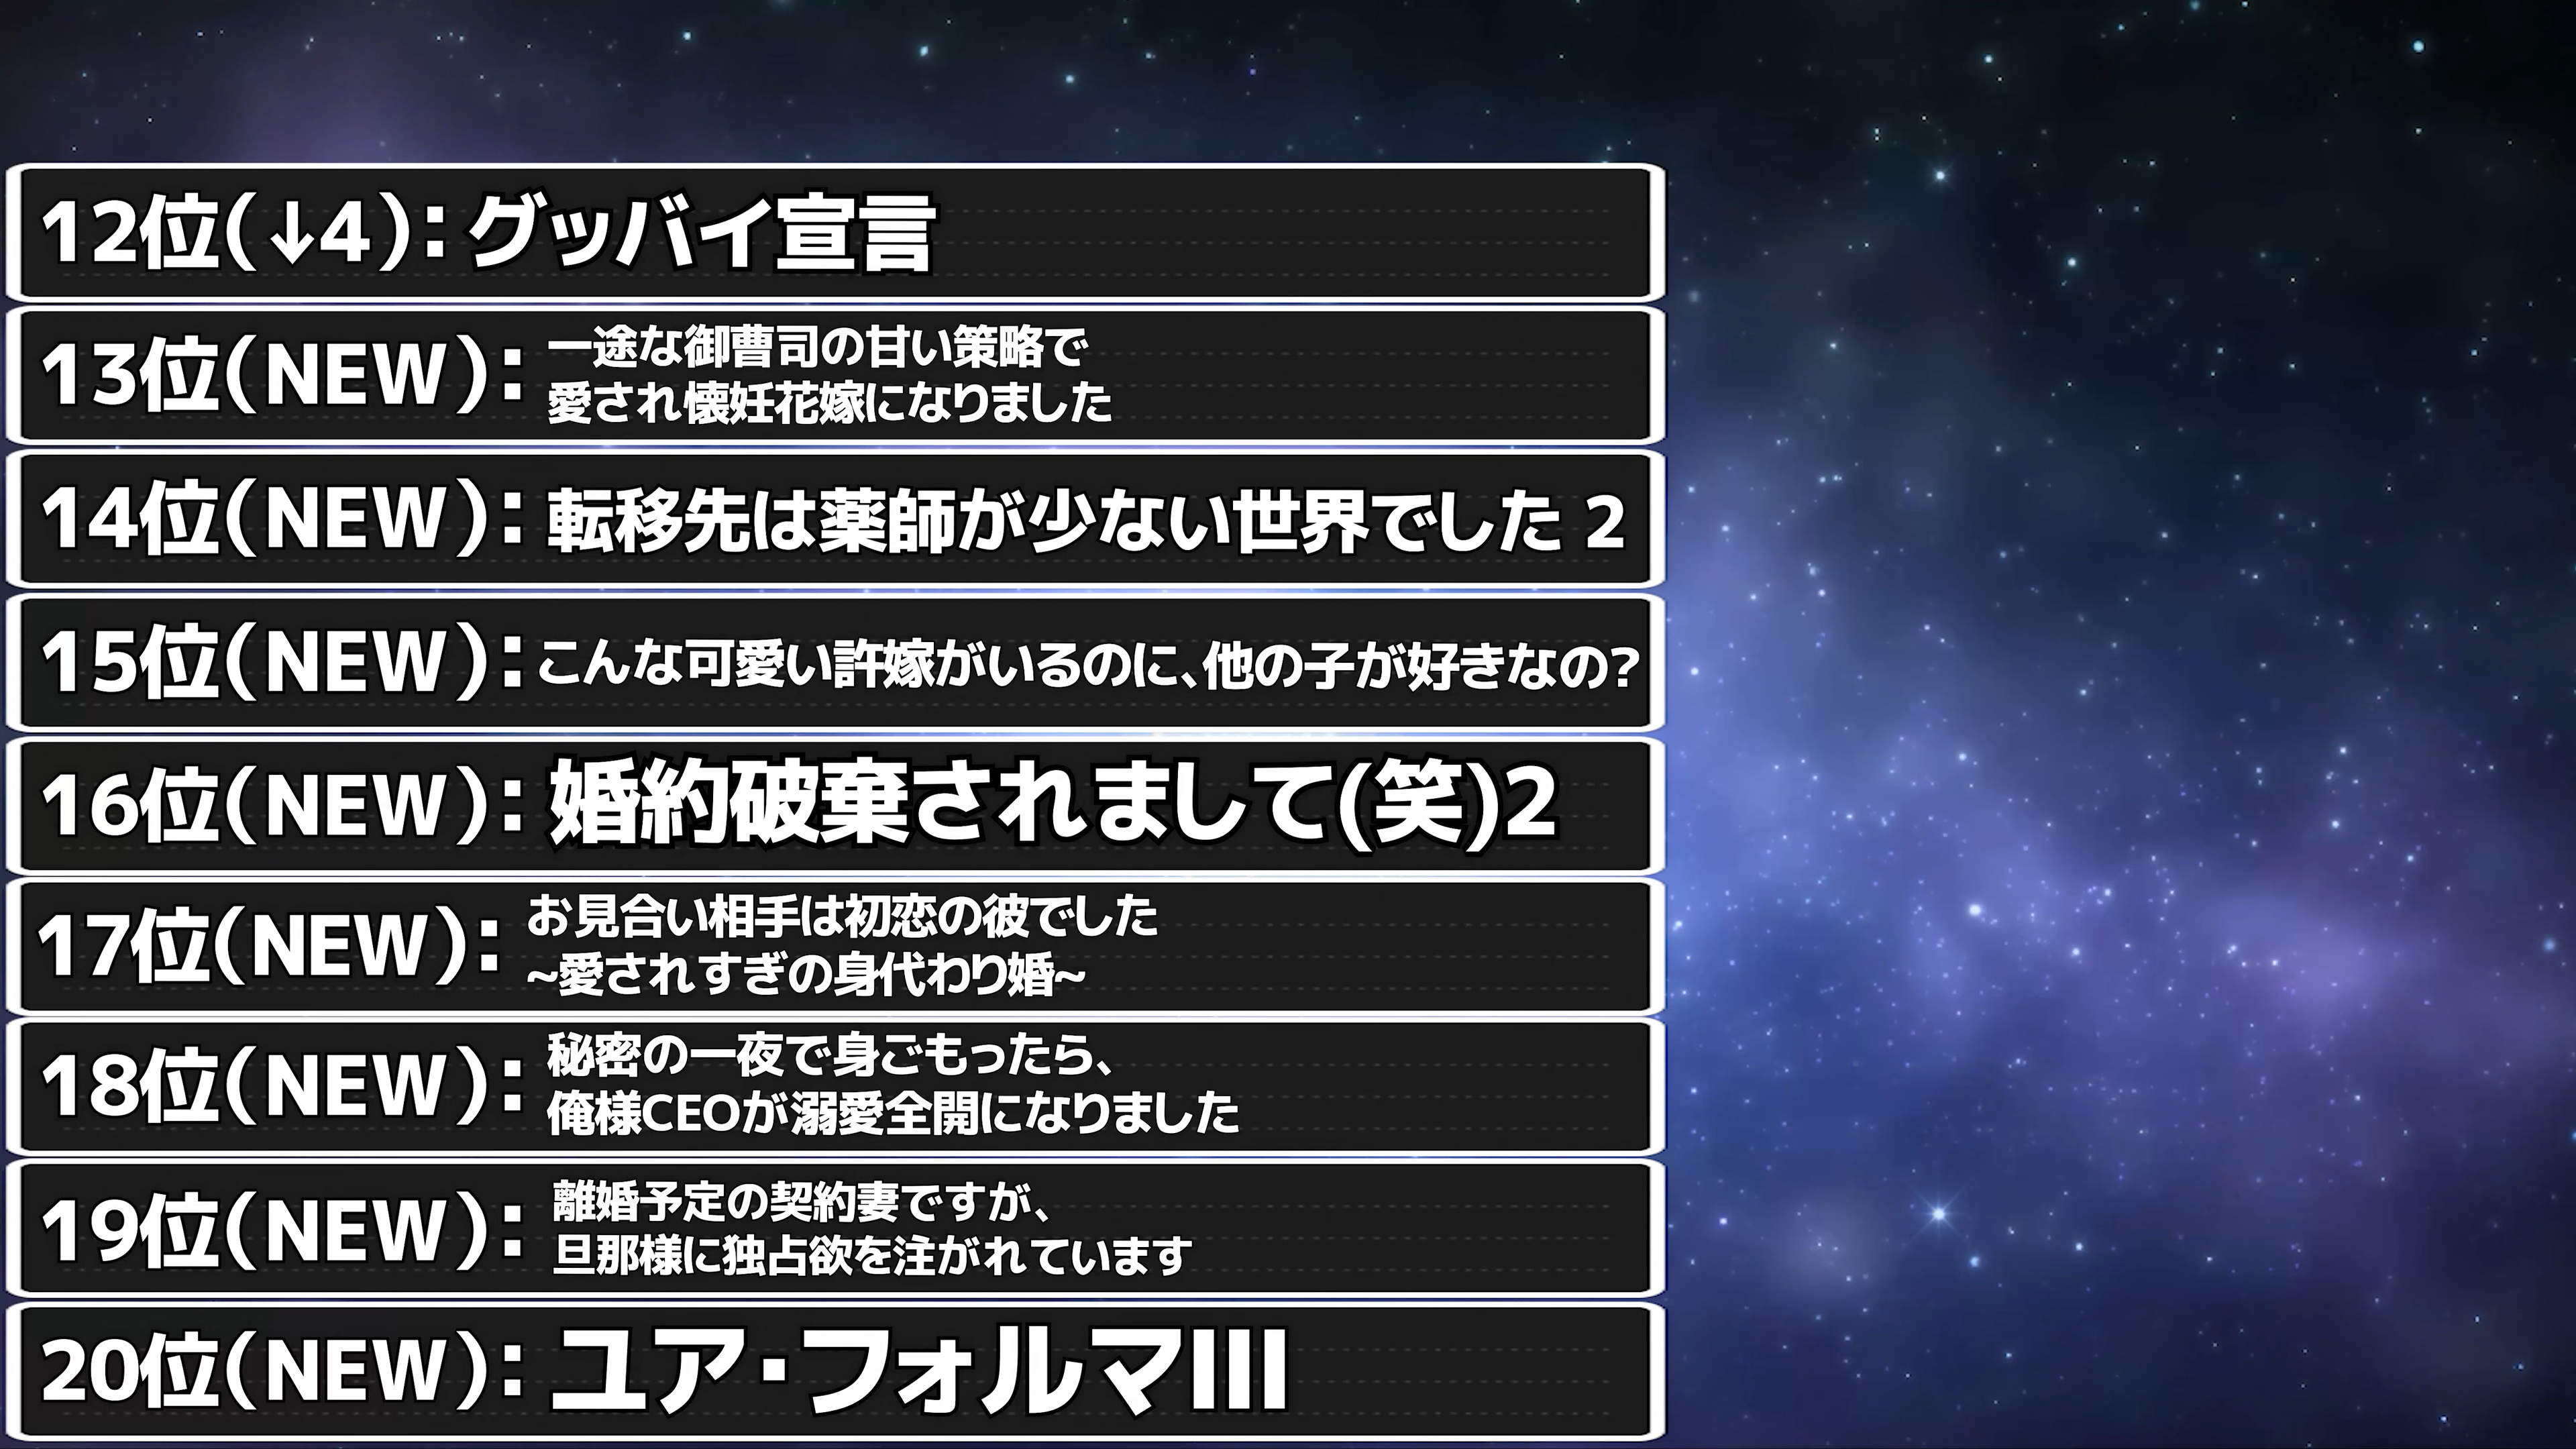 12位(↓4):グッバイ宣言
13位(NEW):一途な御曹司の甘い策略で
愛され懐妊花嫁になりました
14位(NEW):転移先は薬師が少ない世界でした 2
15位(NEW):こんな可愛い許嫁がいるのに、他の子が好きなの?
16位(NEW):婚約破棄されまして(笑)2
17位(NEW):お見合い相手は初恋の彼でした
~愛されすぎの身代わり婚~
18位(NEW):秘密の一夜で身ごもったら、
俺様CEOが溺愛全開になりました
19位(NEW):離婚予定の契約妻ですが、
旦那様に独占欲を注がれています
20位(NEW):ユア・フォルマIII